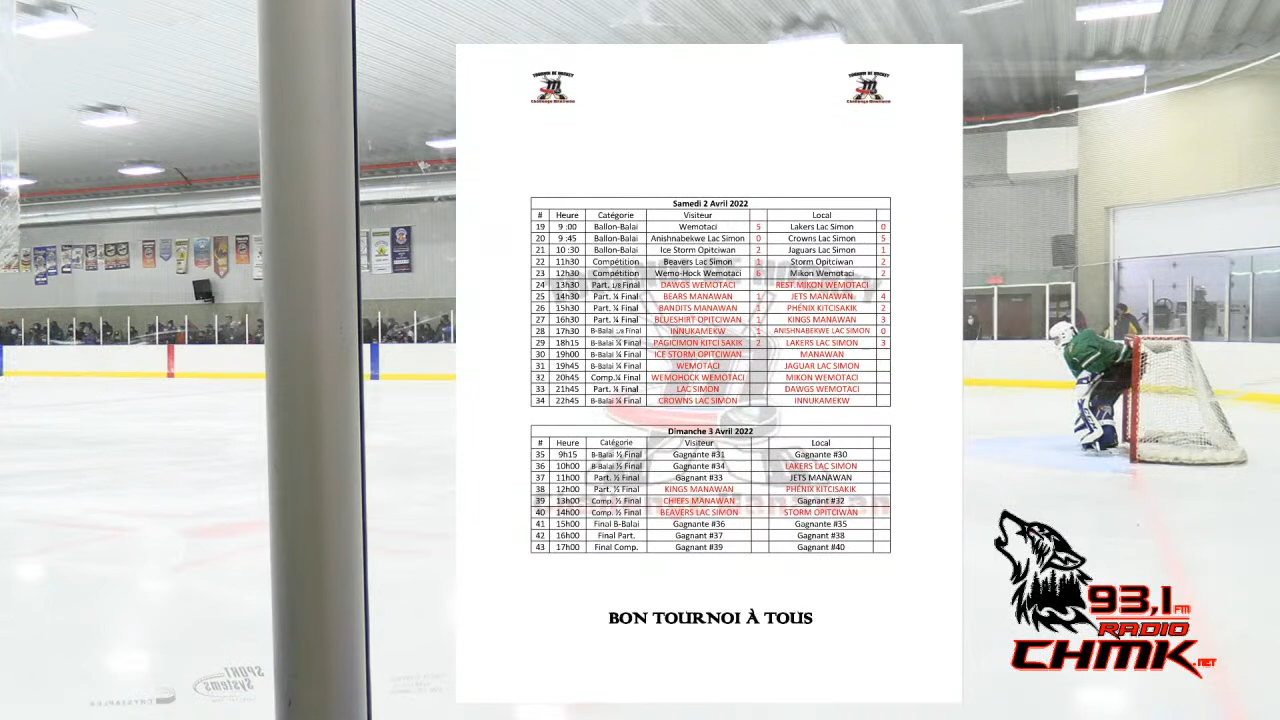 TOURNOI DE HOCKEY
TOURNOI DE HOCKEY
Samedi 2 Avril 2022
# Heure Catégorie Visiteur Local
19 9 :00 Ballon-Balai Wemotaci 5 Lakers Lac Simon 0
20 9 :45 Ballon-Balai Anishnabekwe Lac Simon 0 Crowns Lac Simon 5
21 10 :30 Ballon-Balai Ice Storm Opitciwan 2 Jaguars Lac Simon 1
22 11h30 Compétition Beavers Lac Simon 1 Storm Opitciwan 2
23 12h30 Compétition Wemo-Hock Wemotaci 6 Mikon Wemotaci 2
24 13h30 Part. 1/8 Final DAWGS WEMOTACI REST.MIKON WEMOTACI
25 14h30 Part. ¼ Final BEARS MANAWAN 1 JETS MANAWAN 4
26 15h30 Part. ¼ Final BANDITS MANAWAN 1 PHÉNIX KITCISAKIK 2
27 16h30 Part. ¼ Final BLUESHIRT OPITCIWAN 1 KINGS MANAWAN 3
28 17h30 B-Balai 1/8 Final INNUKAMEKW 1 ANISHNABEKWE LAC SIMON 0
29 18h15 B-Balai ¼ Final PAGICIMON KITCI SAKIK 2 LAKERS LAC SIMON 3
30 19h00 B-Balai ¼ Final ICE STORM OPITCIWAN MANAWAN
31 19h45 B-Balai ¼ Final WEMOTACI JAGUAR LAC SIMON
32 20h45 Comp.¼ Final WEMOHOCK WEMOTACI MIKON WEMOTACI
33 21h45 Part. ¼ Final LAC SIMON DAWGS WEMOTACI
34 22h45 B-Balai ¼ Final CROWNS LAC SIMON INNUKAMEKW
Dimanche 3 Avril 2022
# Heure Catégorie Visiteur Local
35 9h15 B-Balai ½ Final Gagnante #31 Gagnante #30
36 10h00 B-Balai ½ Final Gagnante #34 LAKERS LAC SIMON
37 11h00 Part. ½ Final Gagnant #33 JETS MANAWAN
38 12h00 Part. ½ Final KINGS MANAWAN PHÉNIX KITCISAKIK
39 13h00 Comp. ½ Final CHIEFS MANAWAN Gagnant #32
40 14h00 Comp. ½ Final BEAVERS LAC SIMON STORM OPITCIWAN
41 15h00 Final B-Balai Gagnante #36 Gagnante #35
42 16h00 Final Part. Gagnant #37 Gagnant #38
43 17h00 Final Comp. Gagnant #39 Gagnant #40
BON TOURNOI À TOUS
93,1 FM
RADIO
CHMK.NET